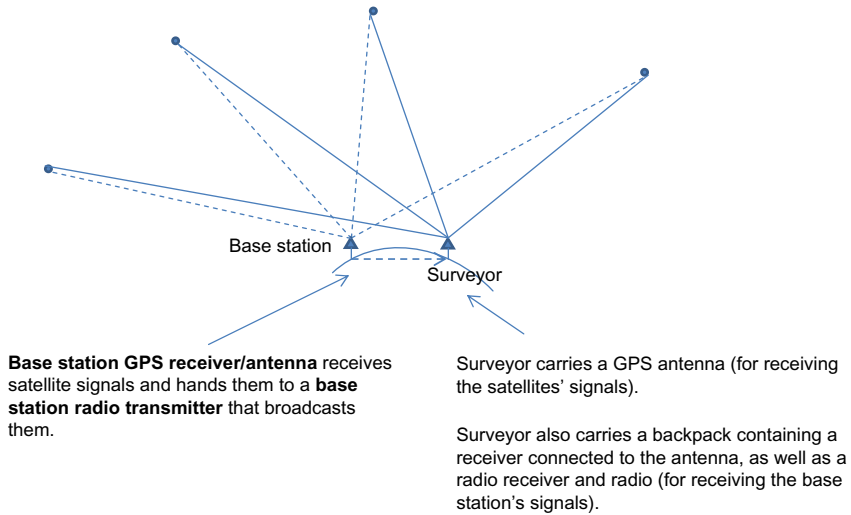 Base station
Surveyor
Base station GPS receiver/antenna receives
satellite signals and hands them to a base
station radio transmitter that broadcasts
them.
Surveyor carries a GPS antenna (for receiving
the satellites' signals).
Surveyor also carries a backpack containing a
receiver connected to the antenna, as well as a
radio receiver and radio (for receiving the base
station's signals).